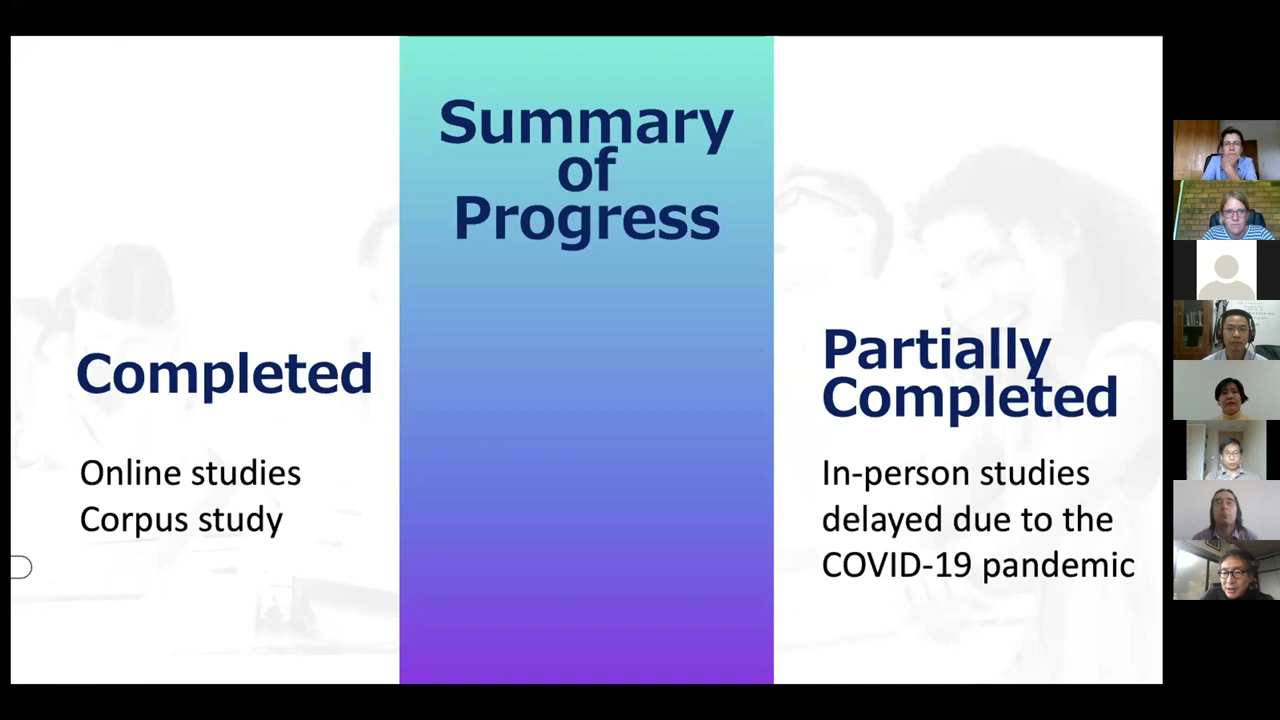 Summary
of
Progress
Completed
Online studies
Corpus study
Partially
Completed
In-person studies
delayed due to the
COVID-19 pandemic